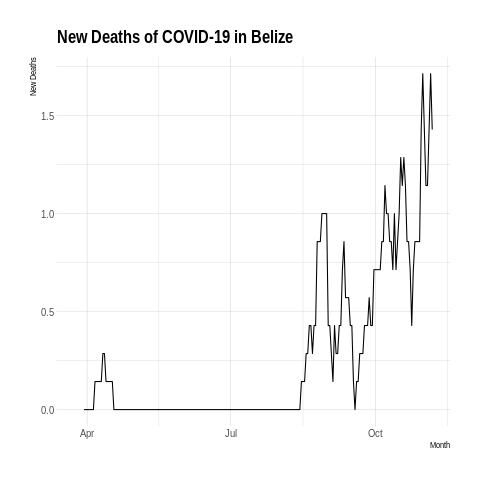 New Deaths of COVID-19 in Belize
New Deaths
1.5
1.0
0.5
0.0
Apr
Jul
Oct
Month